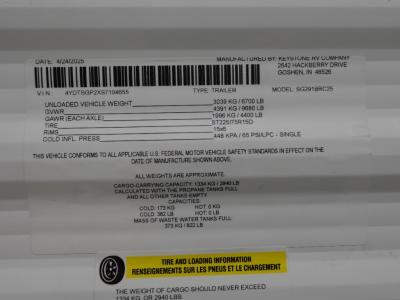 DATE: 4/24/2025 MANUFACTURED BY: KEYSTONE RV COMPANY
2642 HACKBERRY DRIVE
GOSHEN, IN 46526
VIN: 4YDTSGP2XS7104655 TYPE: TRAILER MODEL: SG2918RC25
UNLOADED VEHICLE WEIGHT 3039 KG / 6700 LB
GVWR 4391 KG / 9680 LB
GAWR (EACH AXLE) 1996 KG / 4400 LB
TIRE ST225/75R15D
RIMS 15x6
COLD INFL. PRESS. 448 KPA / 65 PSI/LPC - SINGLE
THIS VEHICLE CONFORMS TO ALL APPLICABLE U.S. FEDERAL MOTOR VEHICLE SAFETY STANDARDS IN EFFECT ON THE
DATE OF MANUFACTURE SHOWN ABOVE.
ALL WEIGHTS ARE APPROXIMATE.
CARGO-CARRYING CAPACITY: 1334 KG / 2940 LB
CALCULATED WITH THE PROPANE TANKS FULL
AND ALL OTHER TANKS EMPTY
CAPACITIES
COLD: 173 KG HOT: 0 KG
COLD: 382 LB HOT: 0 LB
MASS OF WASTE WATER TANKS FULL:
373 KG / 822 LB
TIRE AND LOADING INFORMATION
RENSEIGNEMENTS SUR LES PNEUS ET LE CHARGEMENT
THE WEIGHT OF CARGO SHOULD NEVER EXCEED
1334 KG. OR 2940 LBS.